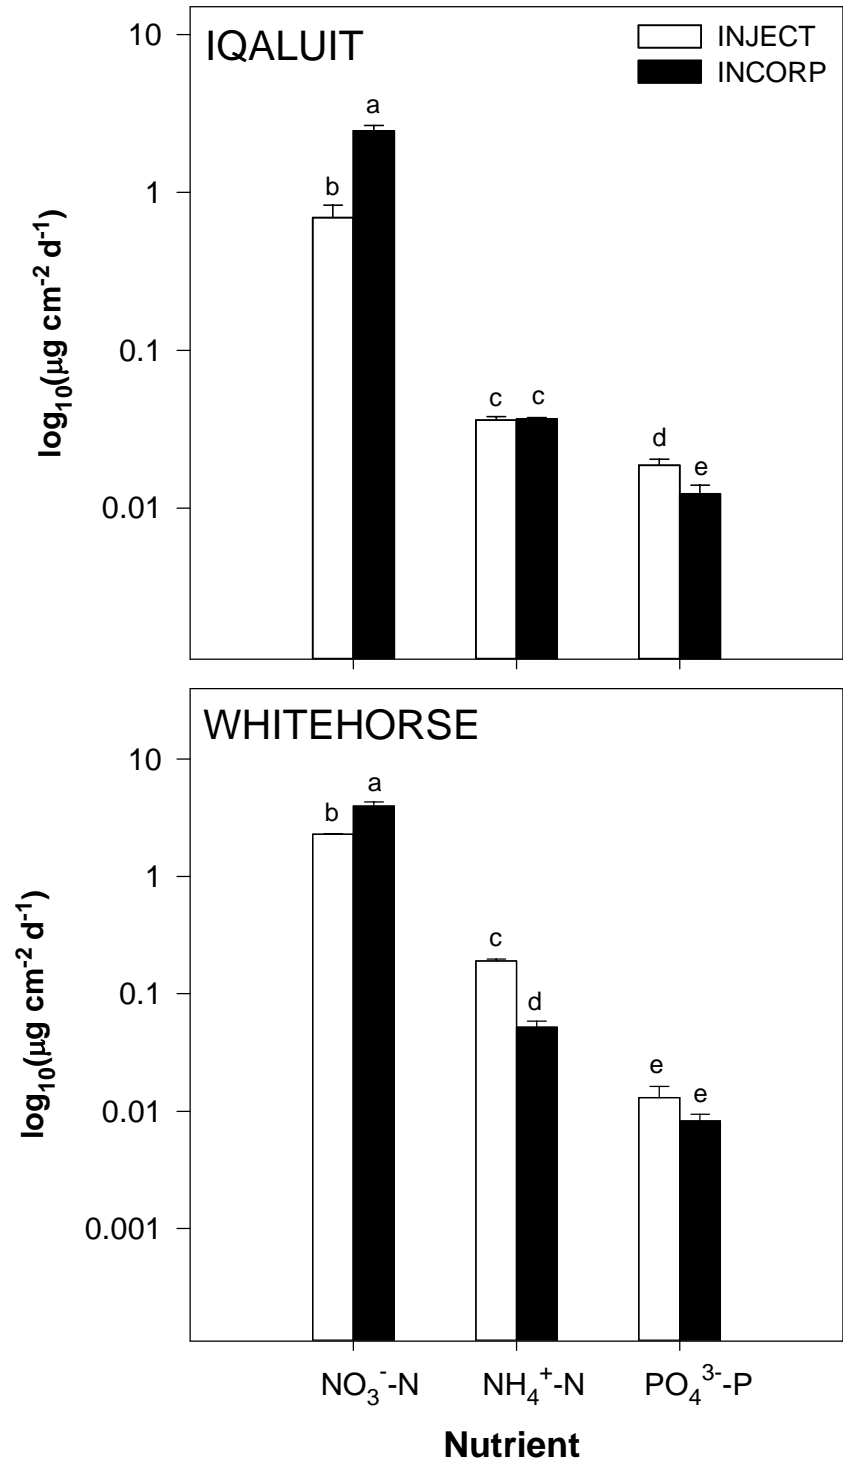 IQALUIT
INJECT
INCORP
10
1
0.1
0.01
log₁₀(μg cm⁻² d⁻¹)
a
b
c
c
d
e
WHITEHORSE
10
1
0.1
0.01
0.001
log₁₀(μg cm⁻² d⁻¹)
a
b
c
d
e
e
NO₃⁻-N NH₄⁺-N PO₄³⁻-P
Nutrient